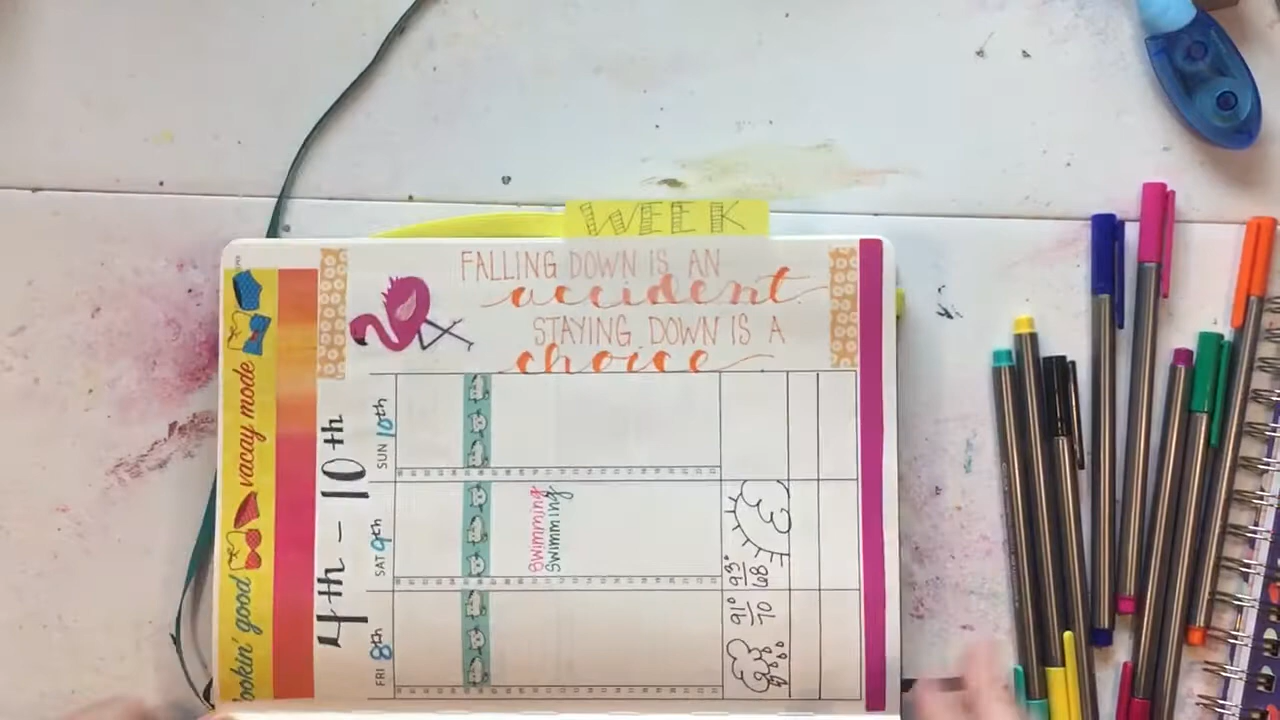 WEEK
FALLING DOWN IS AN
accident
STAYING DOWN IS A
choice
ookin' good vacay mode
4th - 10th
SUN 10th
SAT 9th
Swimming
Swimming
93°
68
FRI 8th
91°
70